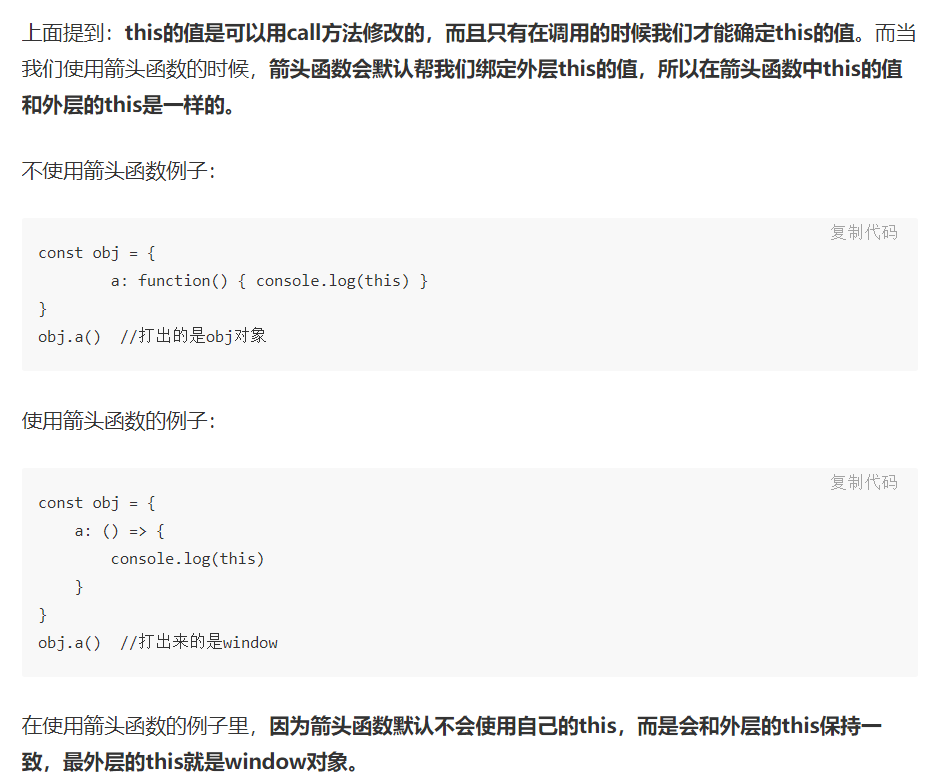 上面提到：this的值是可以用call方法修改的，而且只有在调用的时候我们才能确定this的值。而当
我们使用箭头函数的时候，箭头函数会默认帮我们绑定外层this的值，所以在箭头函数中this的值
和外层的this是一样的。
不使用箭头函数例子：
复制代码
const obj = {
        a: function() { console.log(this) }
}
obj.a()  //打出的是obj对象
使用箭头函数的例子：
复制代码
const obj = {
    a: () => {
        console.log(this)
    }
}
obj.a()  //打出来的是window
在使用箭头函数的例子里，因为箭头函数默认不会使用自己的this，而是会和外层的this保持一
致，最外层的this就是window对象。